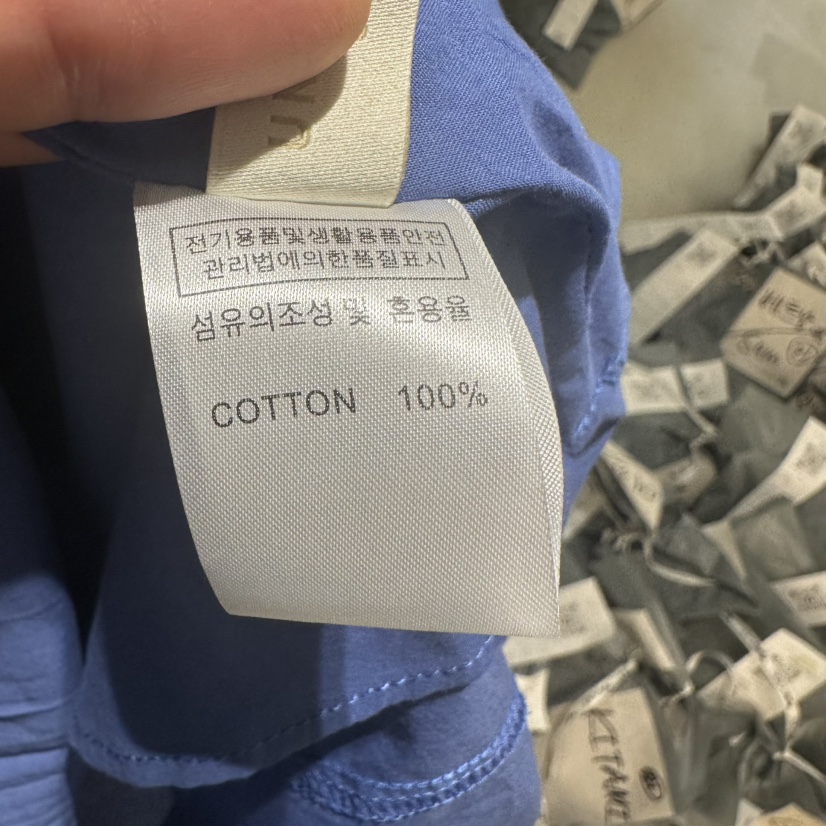 전기용품및생활용품안전
관리법에의한품질표시
섬유의조성 및 혼용율
COTTON 100%
KITAKI